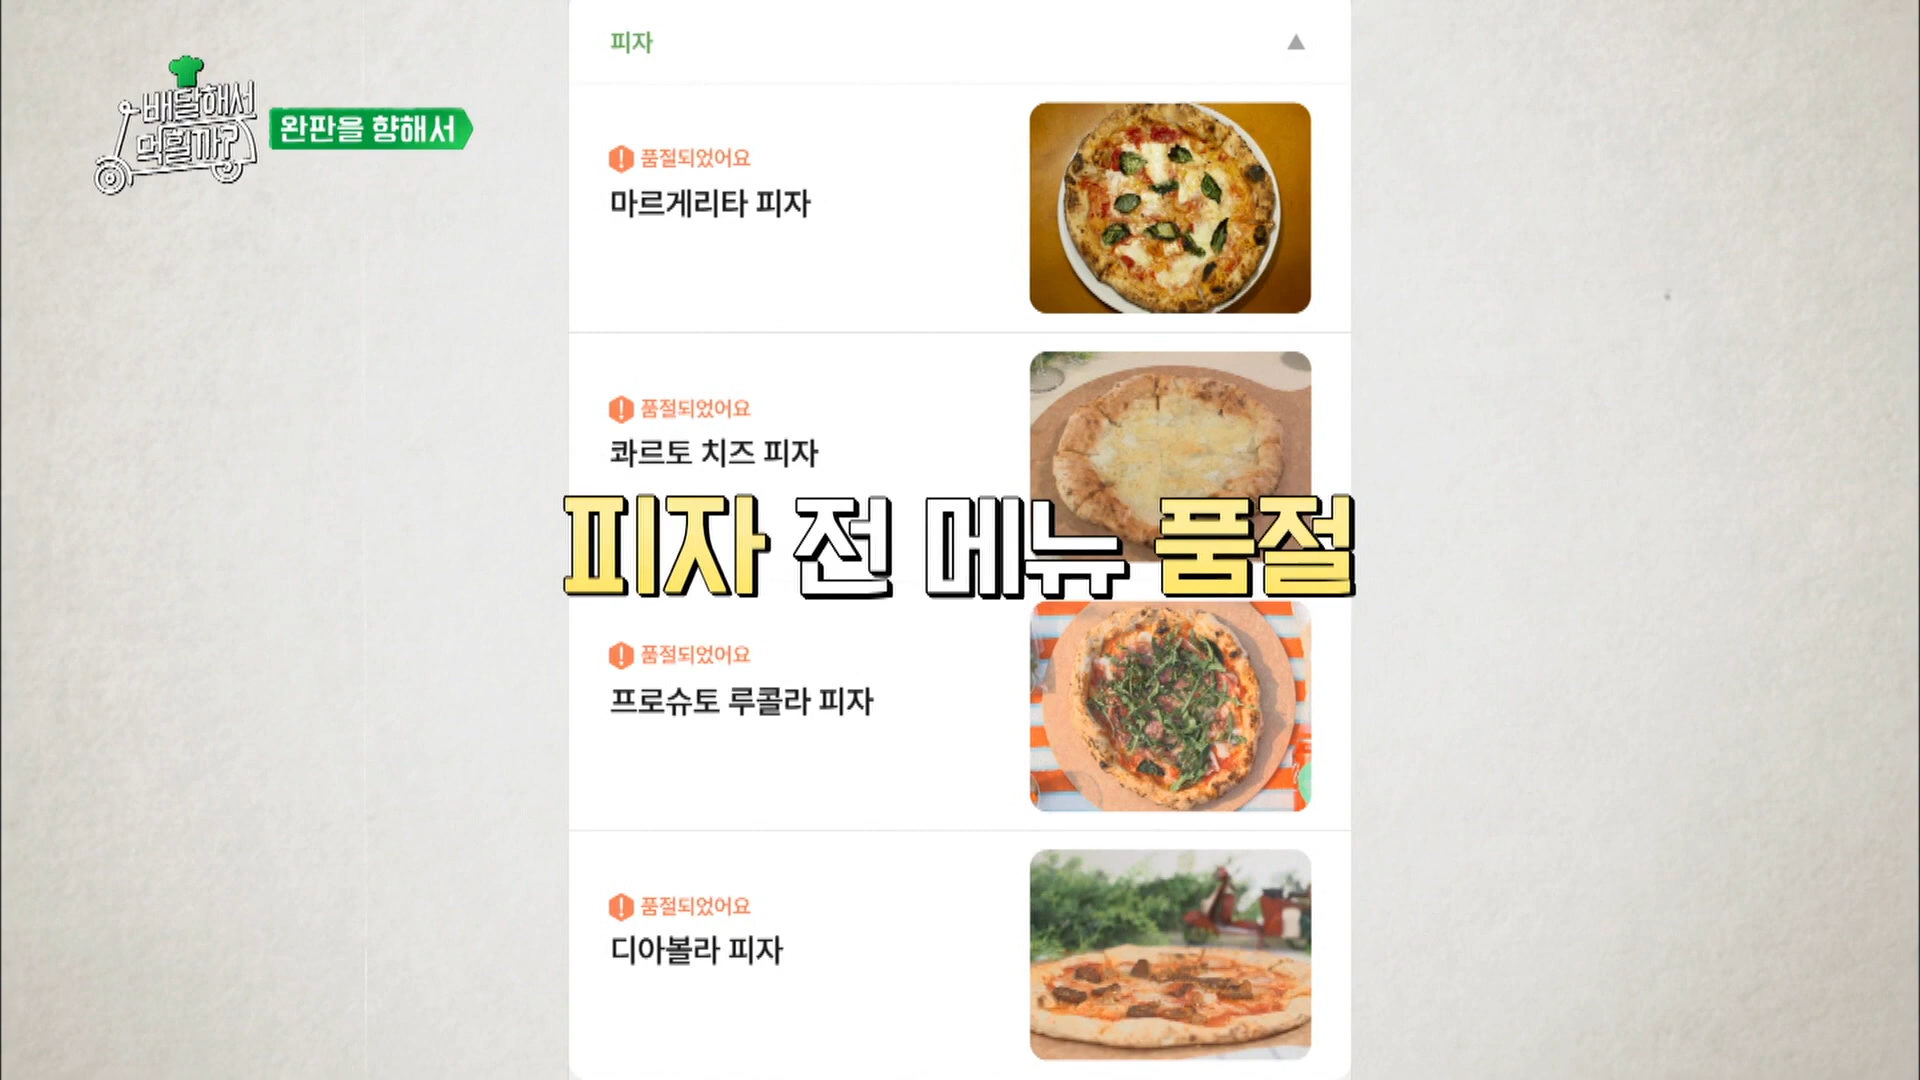 배달해서
먹힐까?
완판을 향해서
피자
품절되었어요
마르게리타 피자
품절되었어요
콰르토 치즈 피자
피자 전 메뉴 품절
품절되었어요
프로슈토 루콜라 피자
품절되었어요
디아볼라 피자